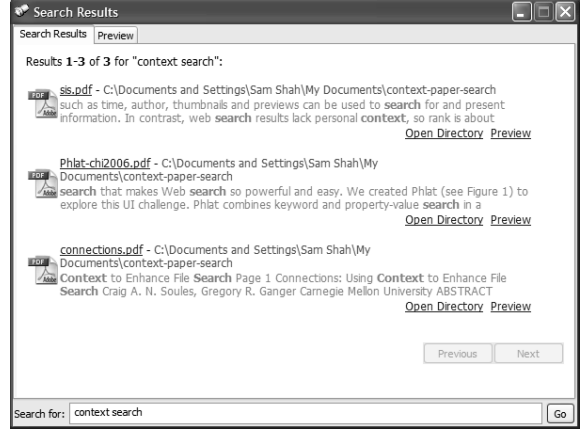 Search Results
Search Results Preview
Results 1-3 of 3 for "context search":
sis.pdf - C:\Documents and Settings\Sam Shah\My Documents\context-paper-search
such as time, author, thumbnails and previews can be used to search for and present
information. In contrast, web search results lack personal context, so rank is about
Open Directory Preview
Phlat-chi2006.pdf - C:\Documents and Settings\Sam Shah\My
Documents\context-paper-search
search that makes Web search so powerful and easy. We created Phlat (see Figure 1) to
explore this UI challenge. Phlat combines keyword and property-value search in a
Open Directory Preview
connections.pdf - C:\Documents and Settings\Sam Shah\My
Documents\context-paper-search
Context to Enhance File Search Page 1 Connections: Using Context to Enhance File
Search Craig A. N. Soules, Gregory R. Ganger Carnegie Mellon University ABSTRACT
Open Directory Preview
Previous Next
Search for: context search Go
PDF
Adobe
PDF
Adobe
PDF
Adobe